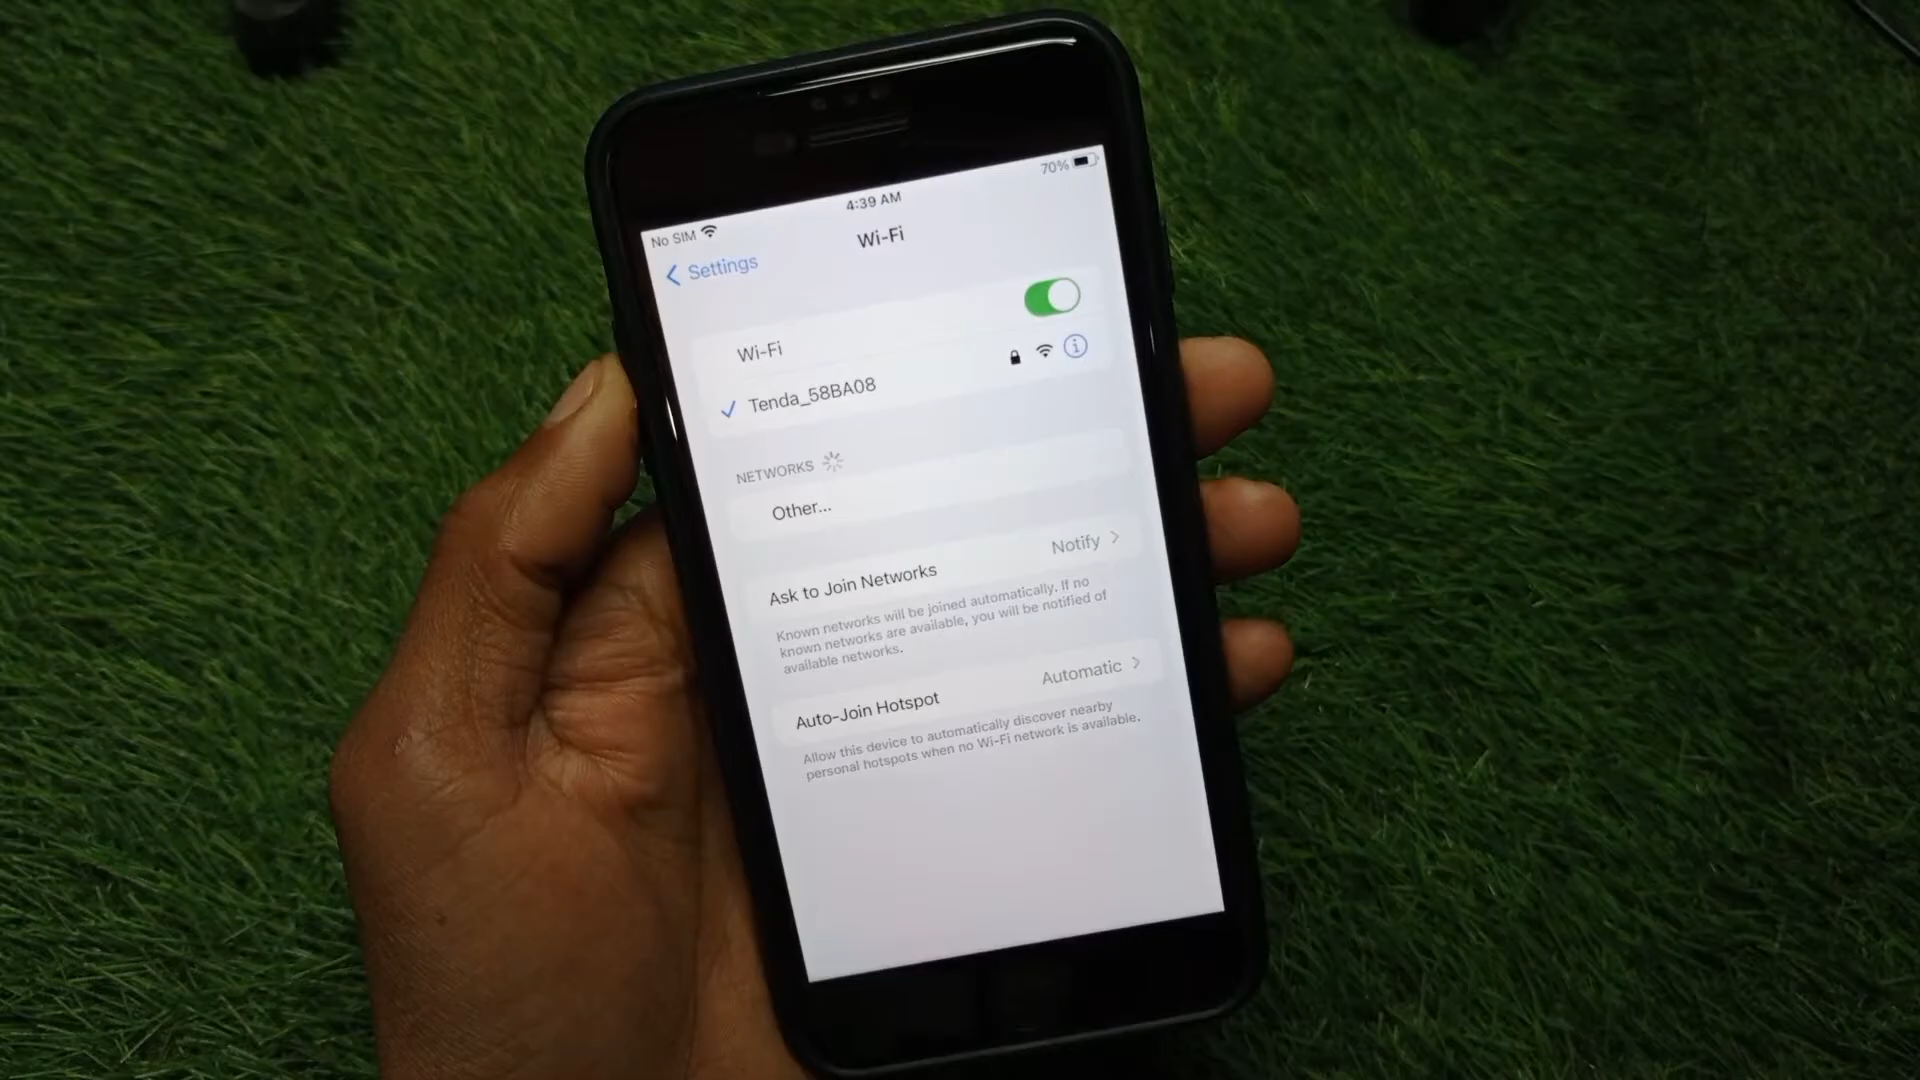 70%
4:39 AM
No SIM
Wi-Fi
Settings
Wi-Fi
Tenda_58BA08
NETWORKS
Other...
Ask to Join Networks
Notify
Known networks will be joined automatically. If no
known networks are available, you will be notified of
available networks.
Auto-Join Hotspot
Automatic
Allow this device to automatically discover nearby
personal hotspots when no Wi-Fi network is available.